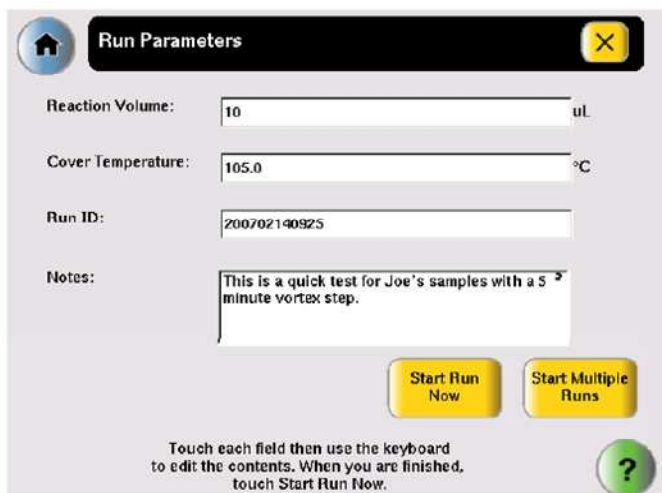 Run Parameters
Reaction Volume:
10
uL
Cover Temperature:
105.0
°C
Run ID:
200702140925
Notes:
This is a quick test for Joe's samples with a 5
minute vortex step.
Start Run
Now
Start Multiple
Runs
Touch each field then use the keyboard
to edit the contents. When you are finished,
touch Start Run Now.
?